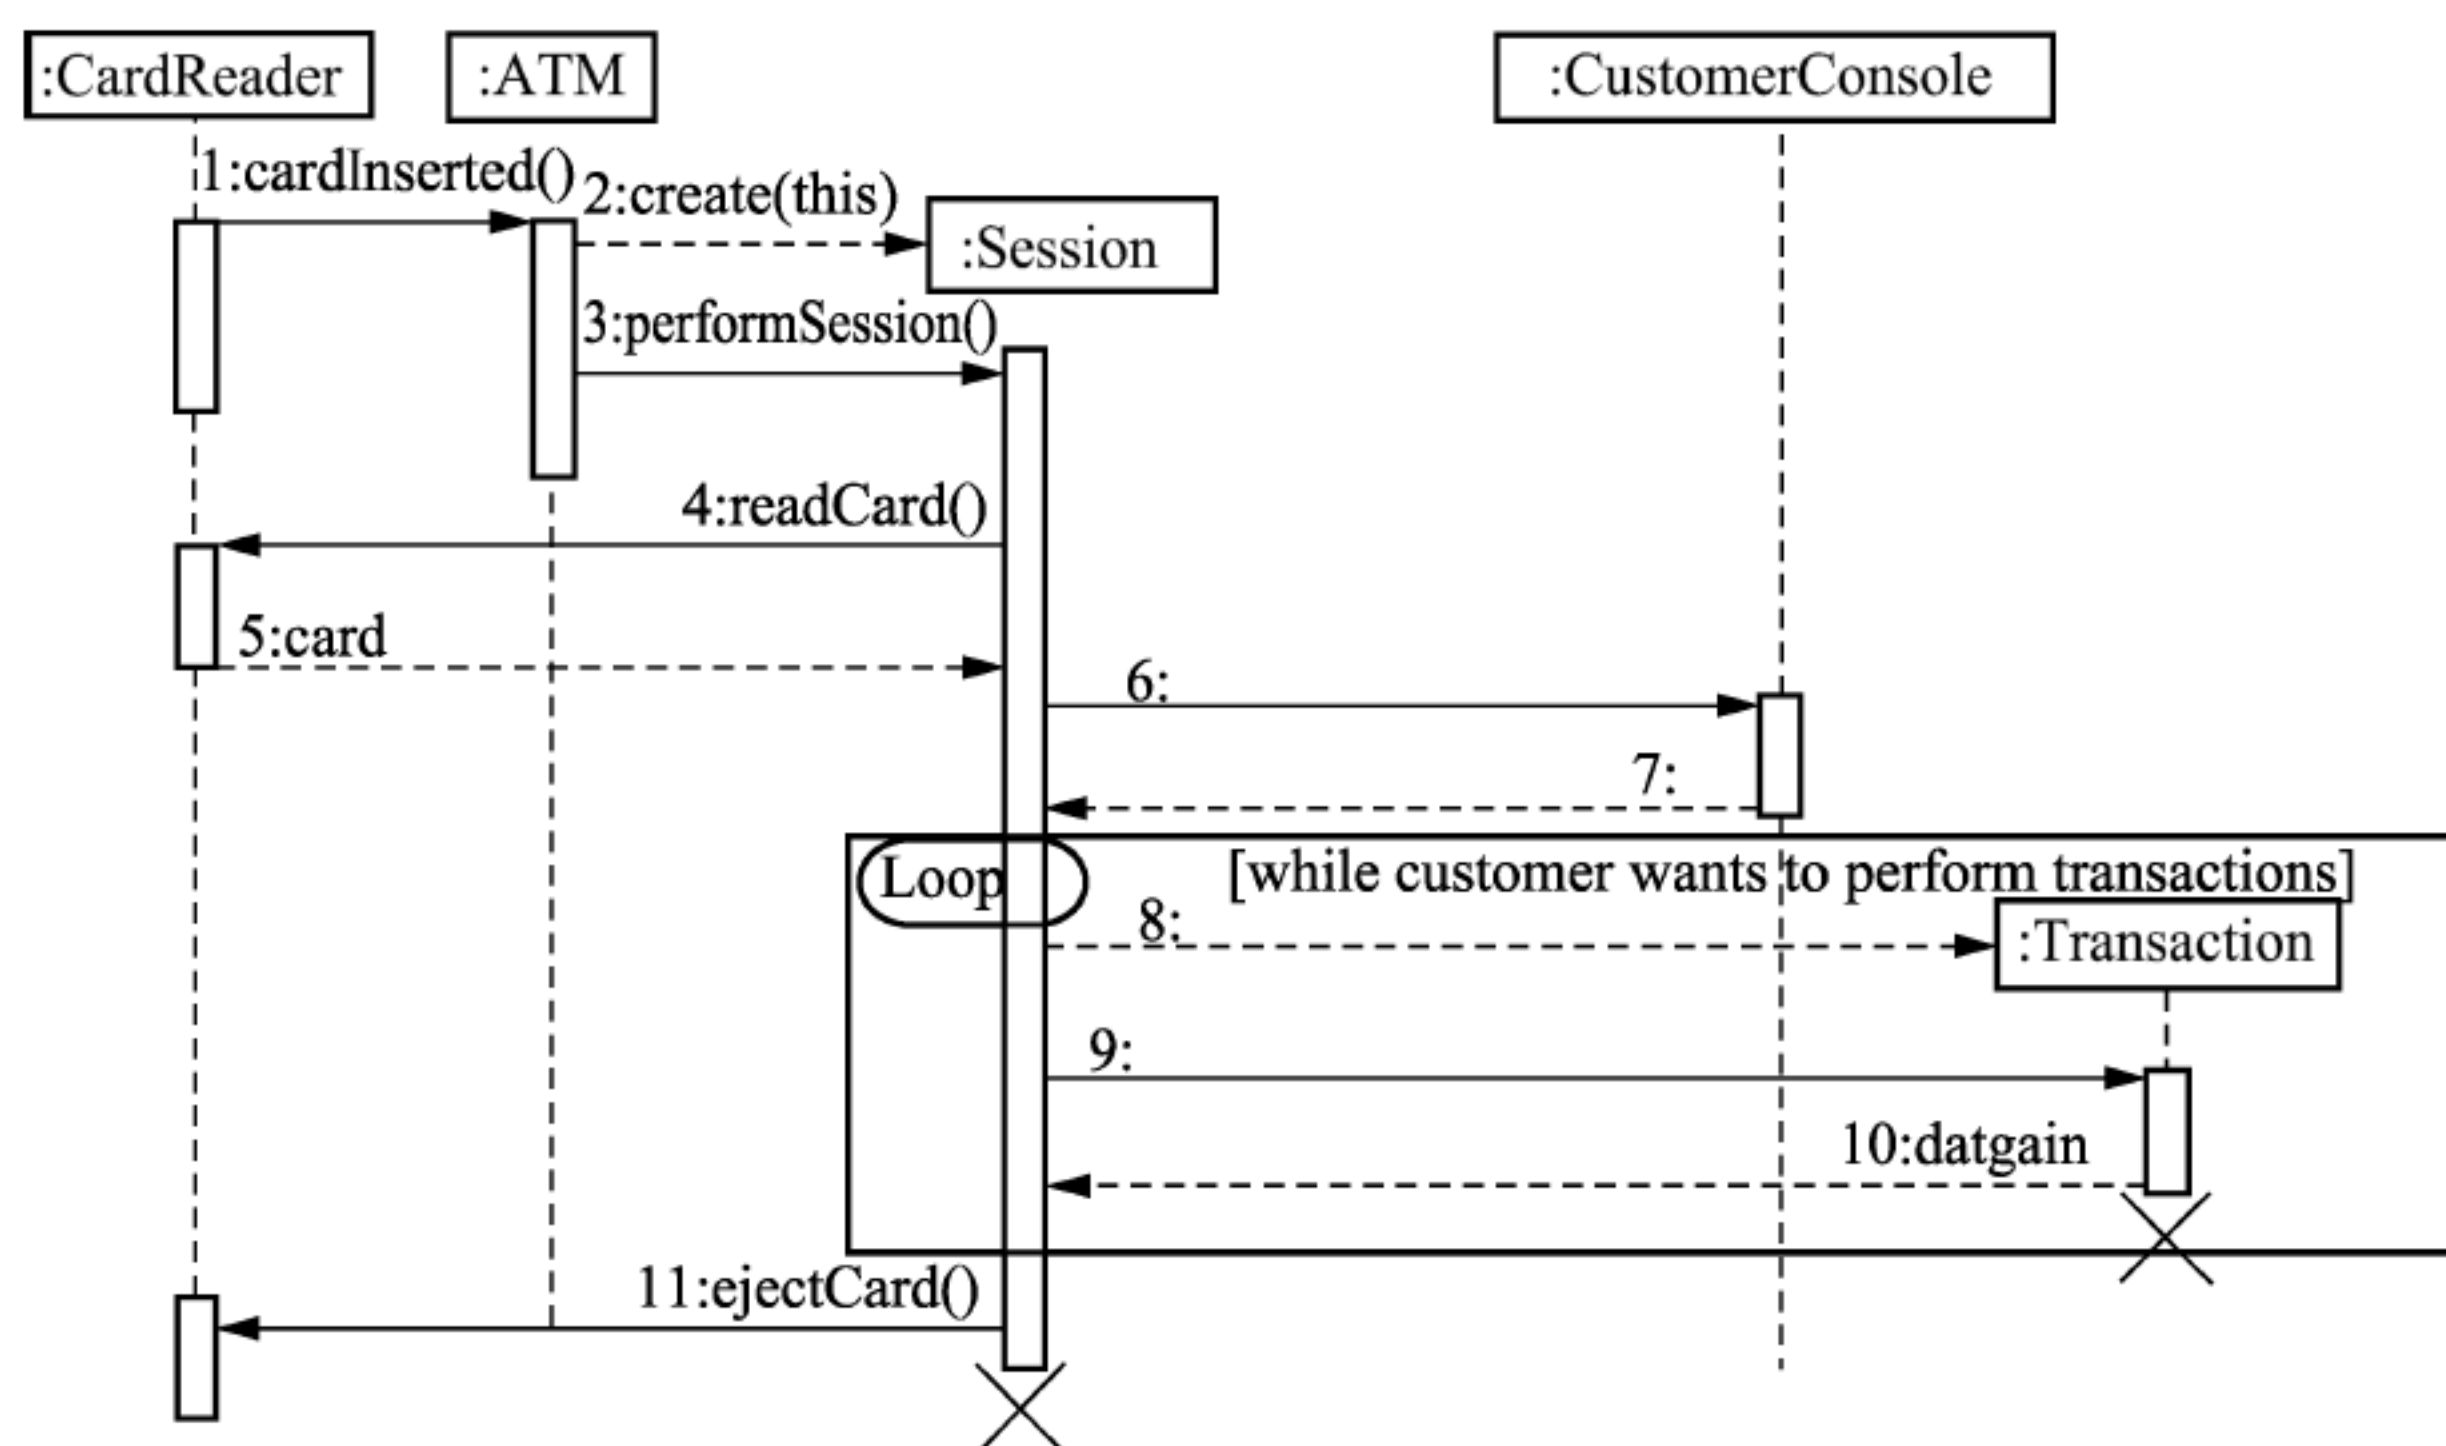 :CardReader
:ATM
:CustomerConsole
1:cardInserted()
2:create(this)
:Session
3:performSession()
4:readCard()
5:card
6:
7:
Loop
[while customer wants to perform transactions]
8:
:Transaction
9:
10:datgain
11:ejectCard()